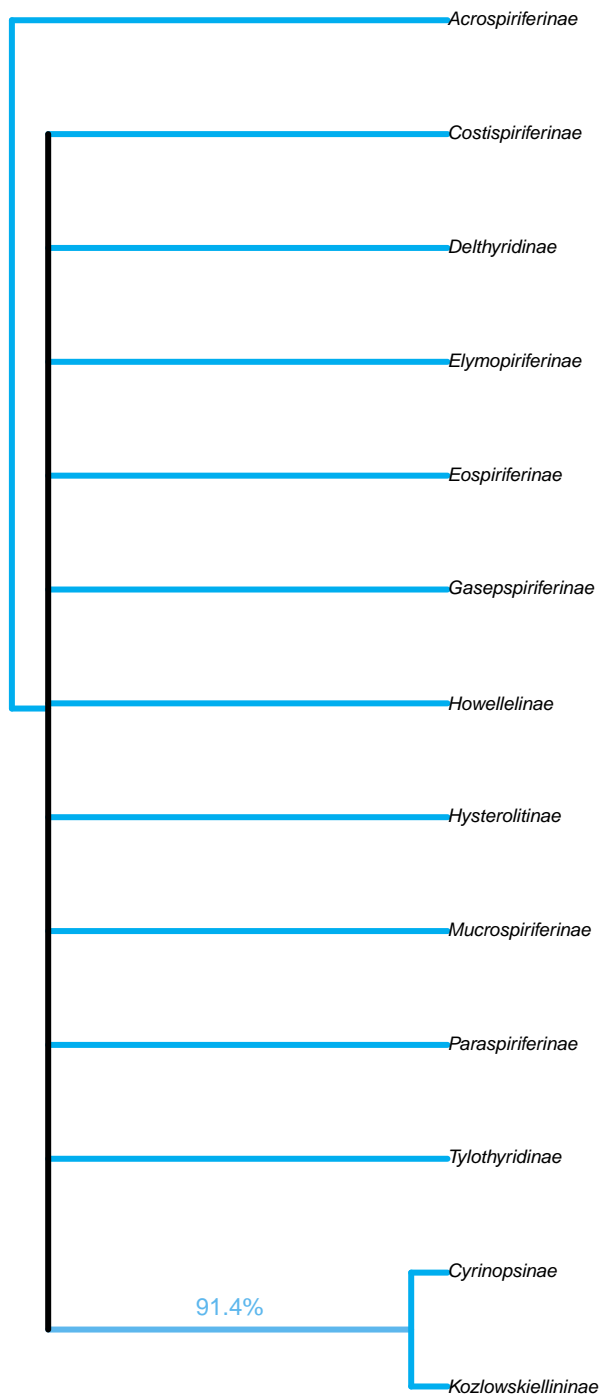 Acrospiriferinae
Costispiriferinae
Delthyridinae
Elymopiriferinae
Eospiriferinae
Gasepspiriferinae
Howellelinae
Hysterolitinae
Mucrospiriferinae
Paraspiriferinae
Tylothyridinae
Cyrinopsinae
91.4%
Kozlowskiellininae